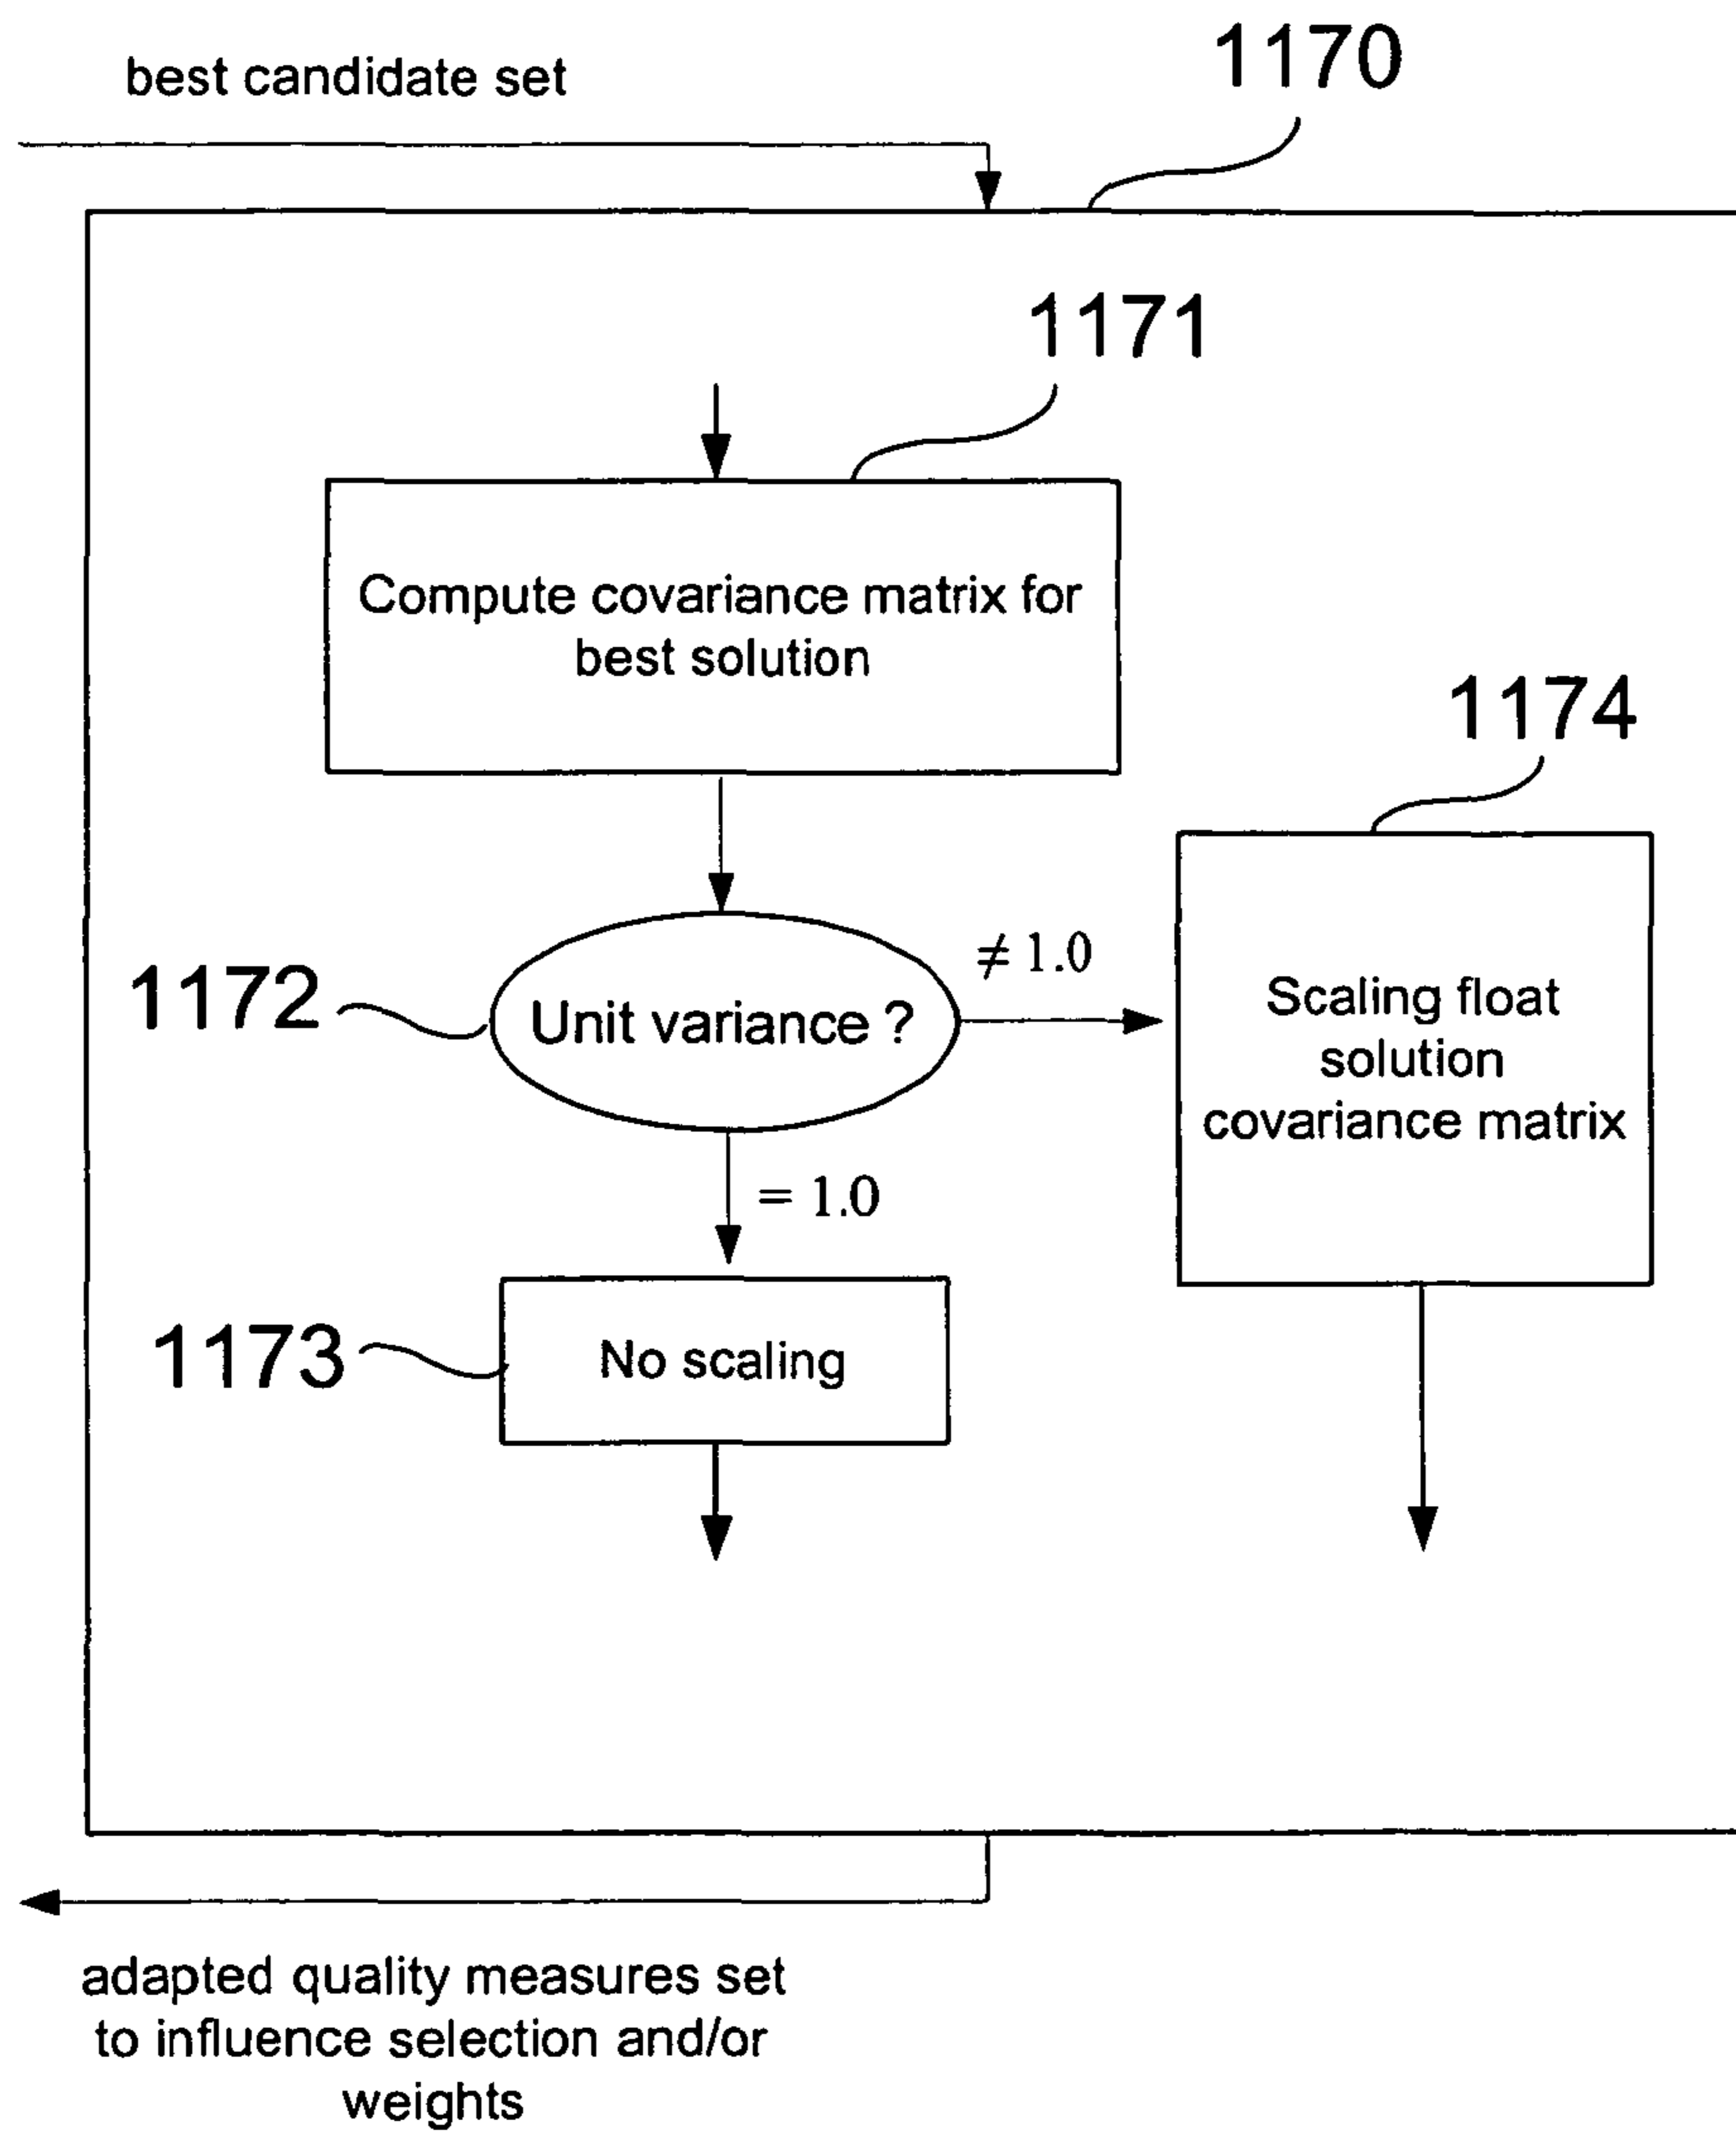 best candidate set
1170
1171
Compute covariance matrix for
best solution
1174
1172
Unit variance ?
≠ 1.0
Scaling float
solution
covariance matrix
= 1.0
1173
No scaling
adapted quality measures set
to influence selection and/or
weights